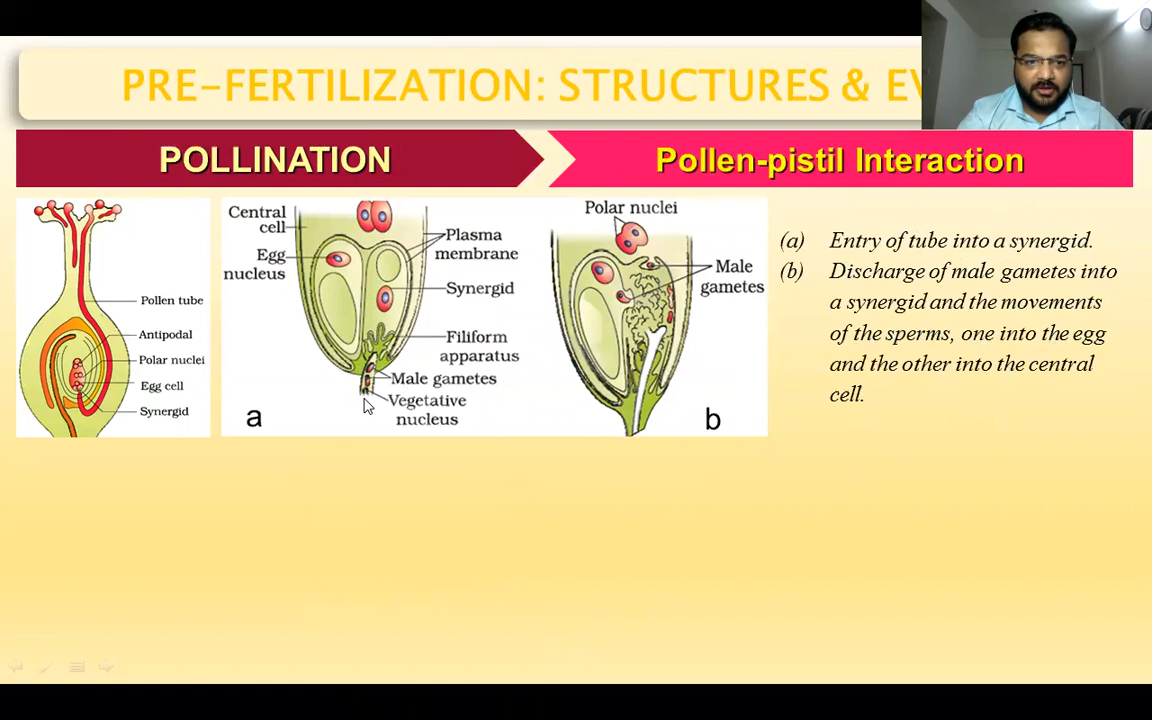 PRE-FERTILIZATION: STRUCTURES & EV
POLLINATION
Pollen-pistil Interaction
Pollen tube
Antipodal
Polar nuclei
Egg cell
Synergid
Central
cell
Egg
nucleus
Plasma
membrane
Synergid
Filiform
apparatus
Male gametes
Vegetative
nucleus
a
Polar nuclei
Male
gametes
b
(a) Entry of tube into a synergid.
(b) Discharge of male gametes into
a synergid and the movements
of the sperms, one into the egg
and the other into the central
cell.